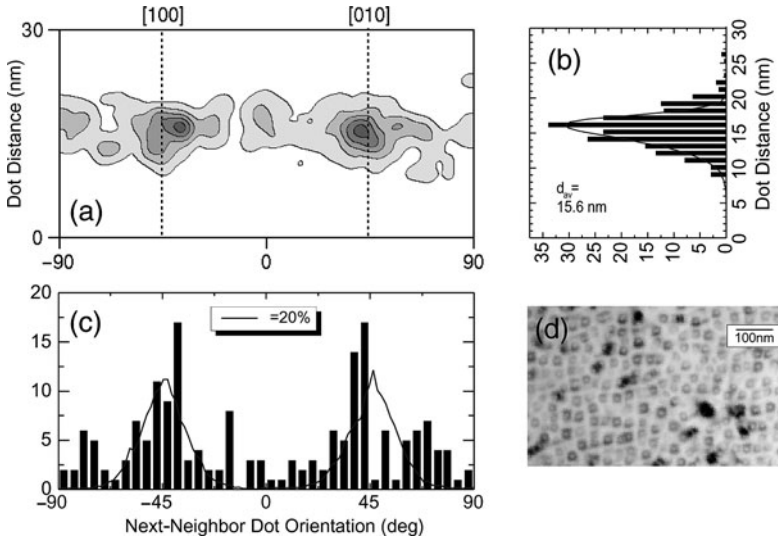 [100] [010]
30
Dot Distance (nm)
(a)
0
-90 0 90
(b)
30
25
20
15
10
5
0
Dot Distance (nm)
d_av=
15.6 nm
35 30 25 20 15 10 5 0
(c)
=20%
20
15
10
5
0
-90 -45 0 45 90
Next-Neighbor Dot Orientation (deg)
(d)
100nm